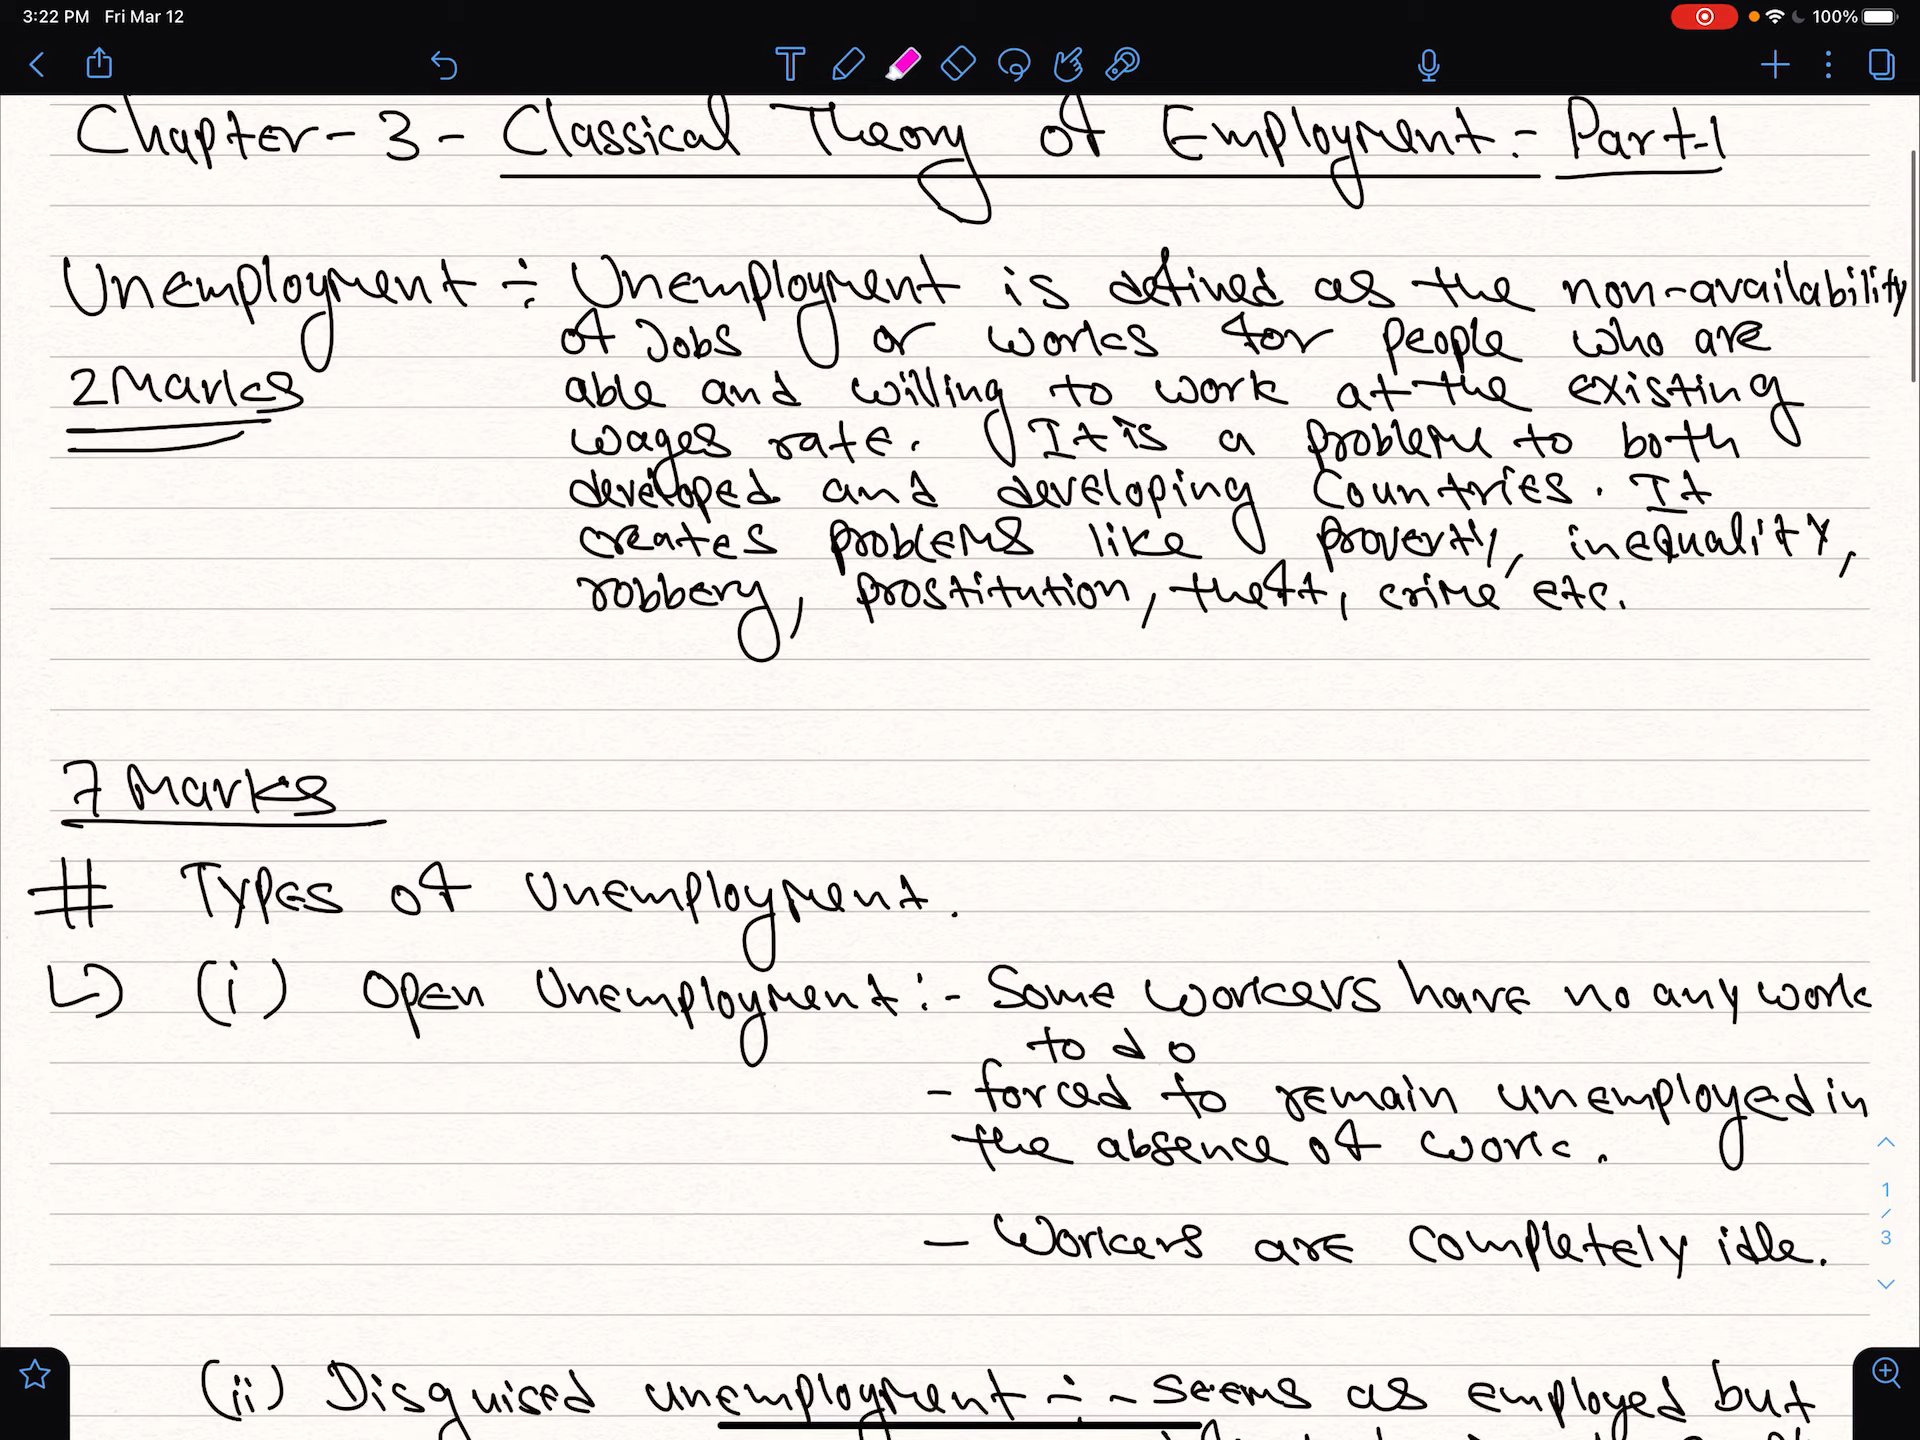 3:22 PM Fri Mar 12
100%
Chapter-3- Classical Theory of Employment:- Part-1
Unemployment ÷ Unemployment is defined as the non-availability
of Jobs or works for people who are
2 Marks
able and willing to work at the existing
wages rate. It is a problem to both
developed and developing Countries. It
creates problems like proverty, inequality,
robbery, prostitution, theft, crime etc.
7 Marks
# Types of Unemployment.
↳ (i) Open Unemployment:- Some workers have no any work
to do
- forced to remain unemployed in
the absence of work.
- Workers are completely idle.
1
/
3
(ii) Disguised unemployment ÷ - seems as employed but